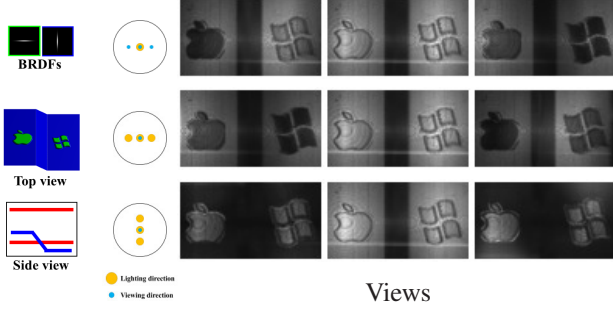 BRDFs
Top view
Side view
Lighting direction
Viewing direction
Views